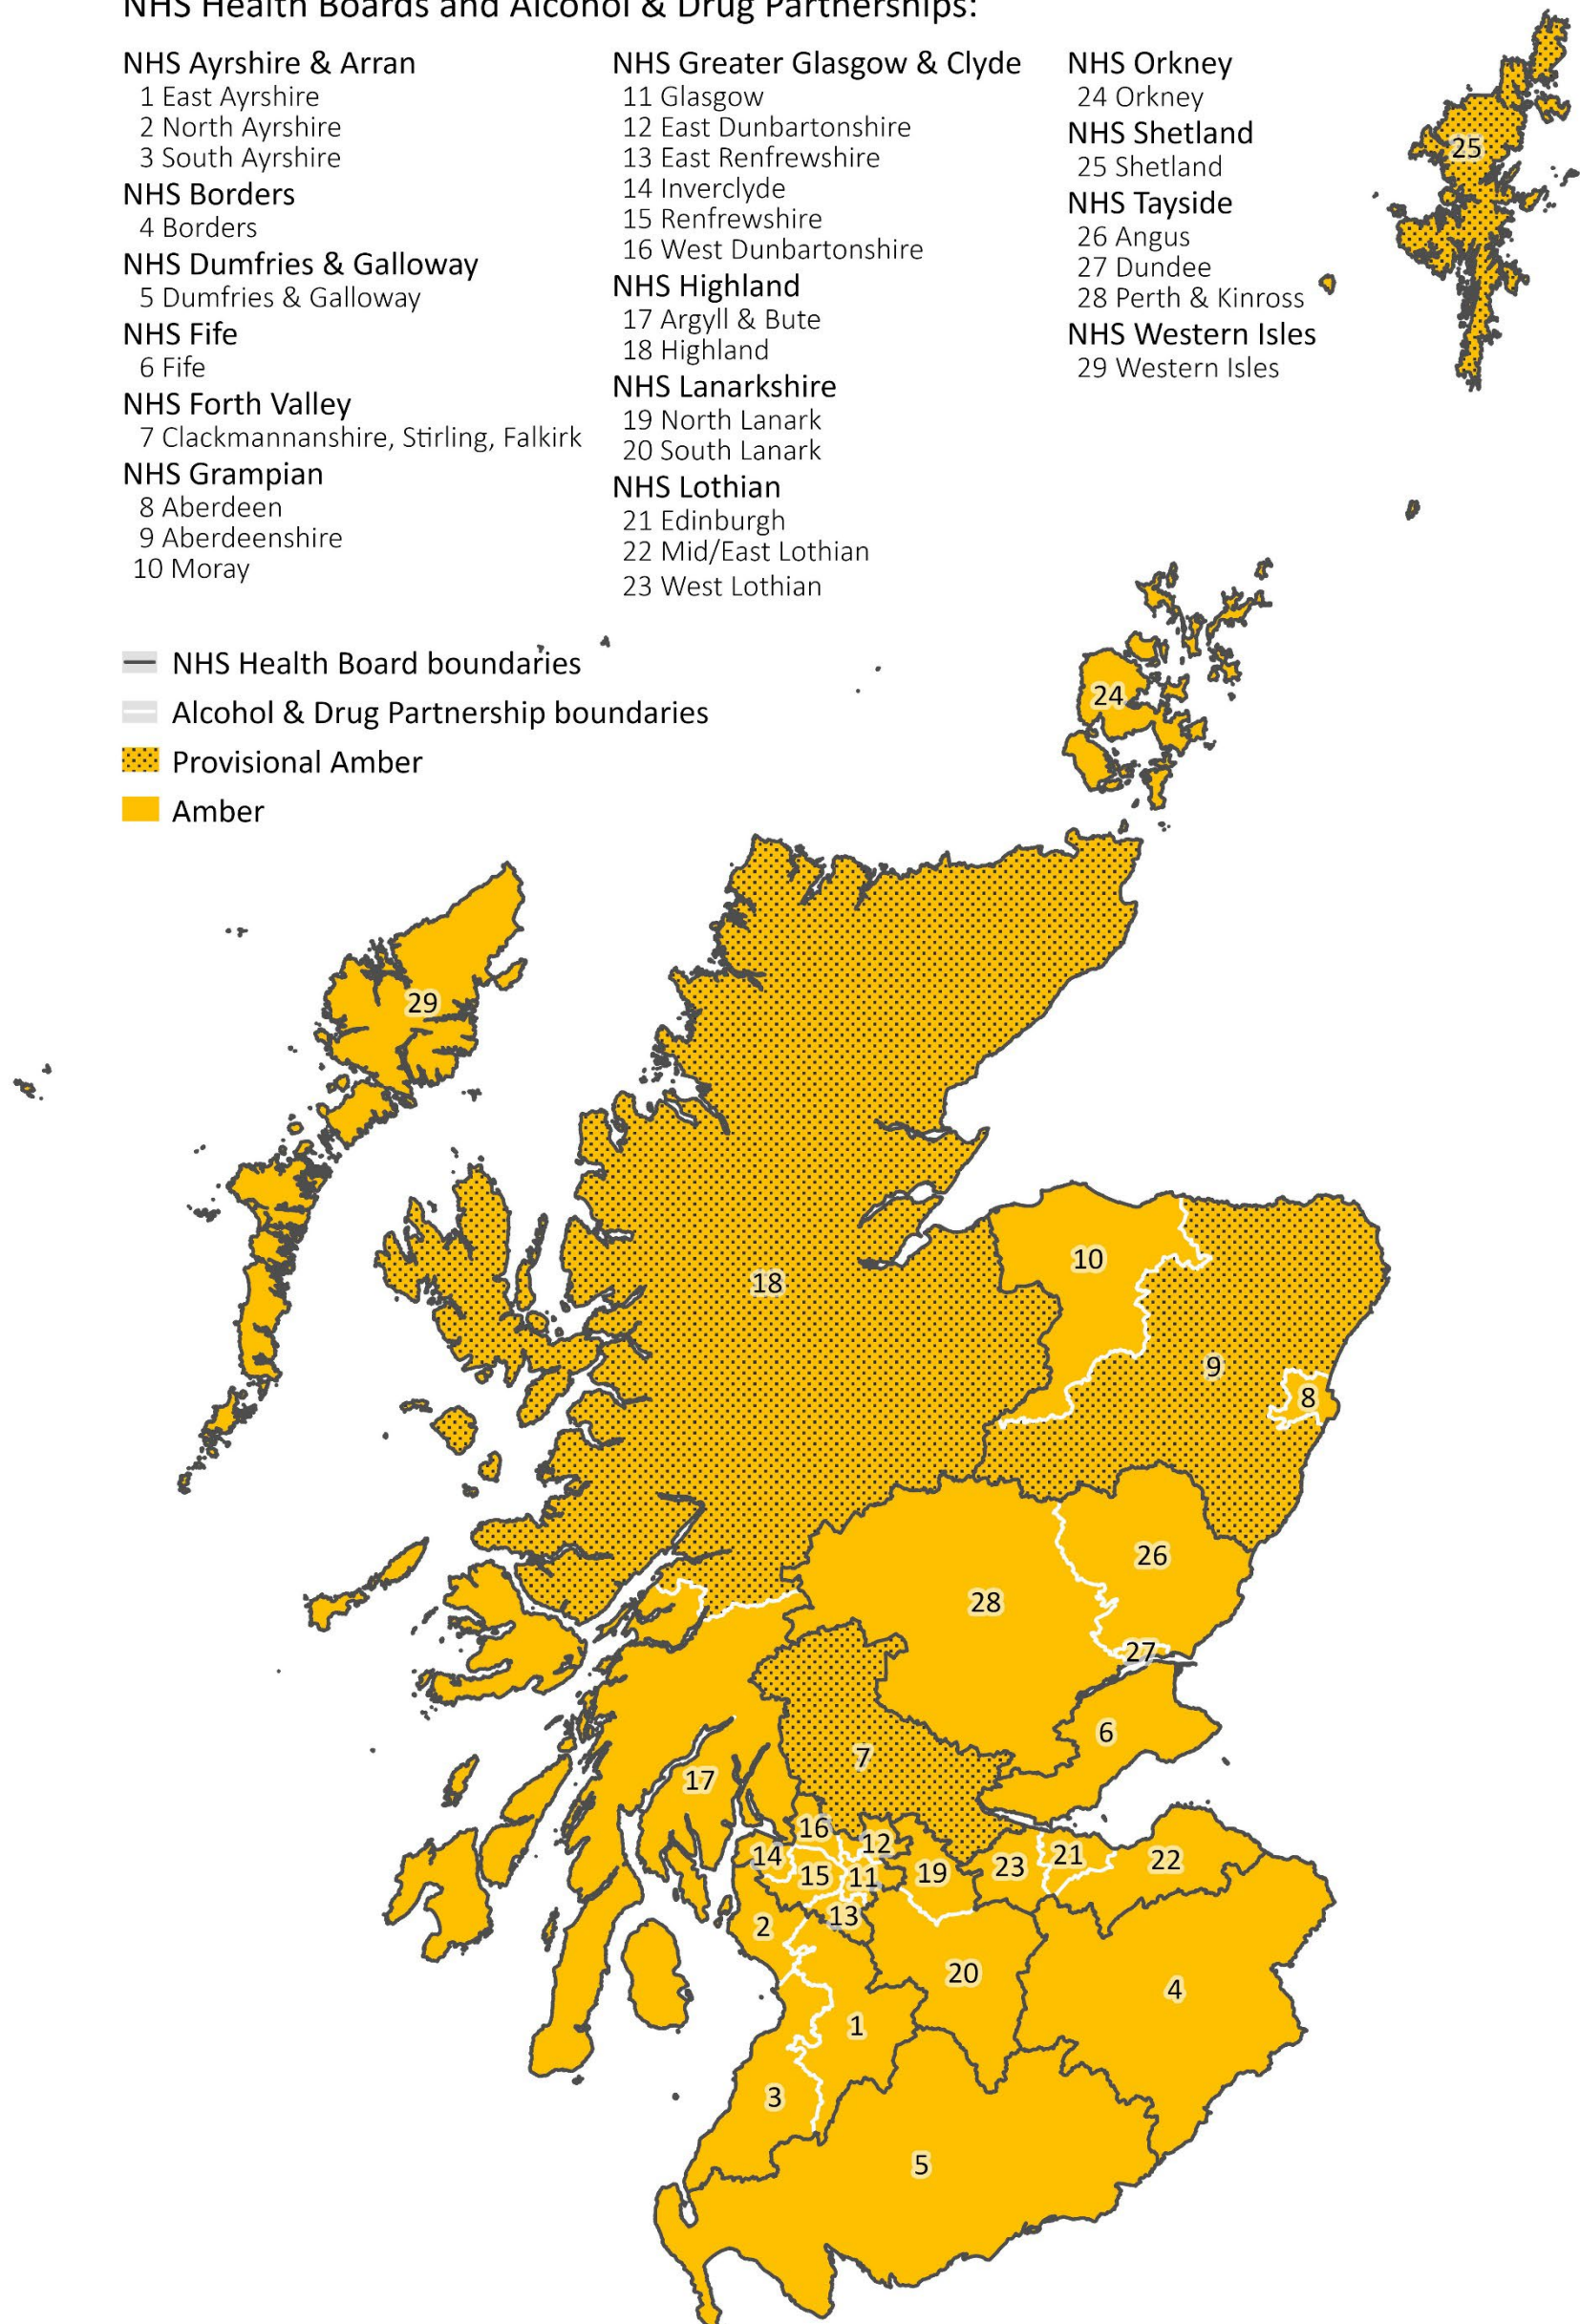 NHS Health Boards and Alcohol & Drug Partnerships:
NHS Ayrshire & Arran
1 East Ayrshire
2 North Ayrshire
3 South Ayrshire
NHS Borders
4 Borders
NHS Dumfries & Galloway
5 Dumfries & Galloway
NHS Fife
6 Fife
NHS Forth Valley
7 Clackmannanshire, Stirling, Falkirk
NHS Grampian
8 Aberdeen
9 Aberdeenshire
10 Moray
NHS Greater Glasgow & Clyde
11 Glasgow
12 East Dunbartonshire
13 East Renfrewshire
14 Inverclyde
15 Renfrewshire
16 West Dunbartonshire
NHS Highland
17 Argyll & Bute
18 Highland
NHS Lanarkshire
19 North Lanark
20 South Lanark
NHS Lothian
21 Edinburgh
22 Mid/East Lothian
23 West Lothian
NHS Orkney
24 Orkney
NHS Shetland
25 Shetland
NHS Tayside
26 Angus
27 Dundee
28 Perth & Kinross
NHS Western Isles
29 Western Isles
NHS Health Board boundaries
Alcohol & Drug Partnership boundaries
Provisional Amber
Amber
25
24
29
10
18
9
8
26
28
27
6
7
17
16
12
14
15
11
19
23
21
22
13
2
20
4
1
3
5